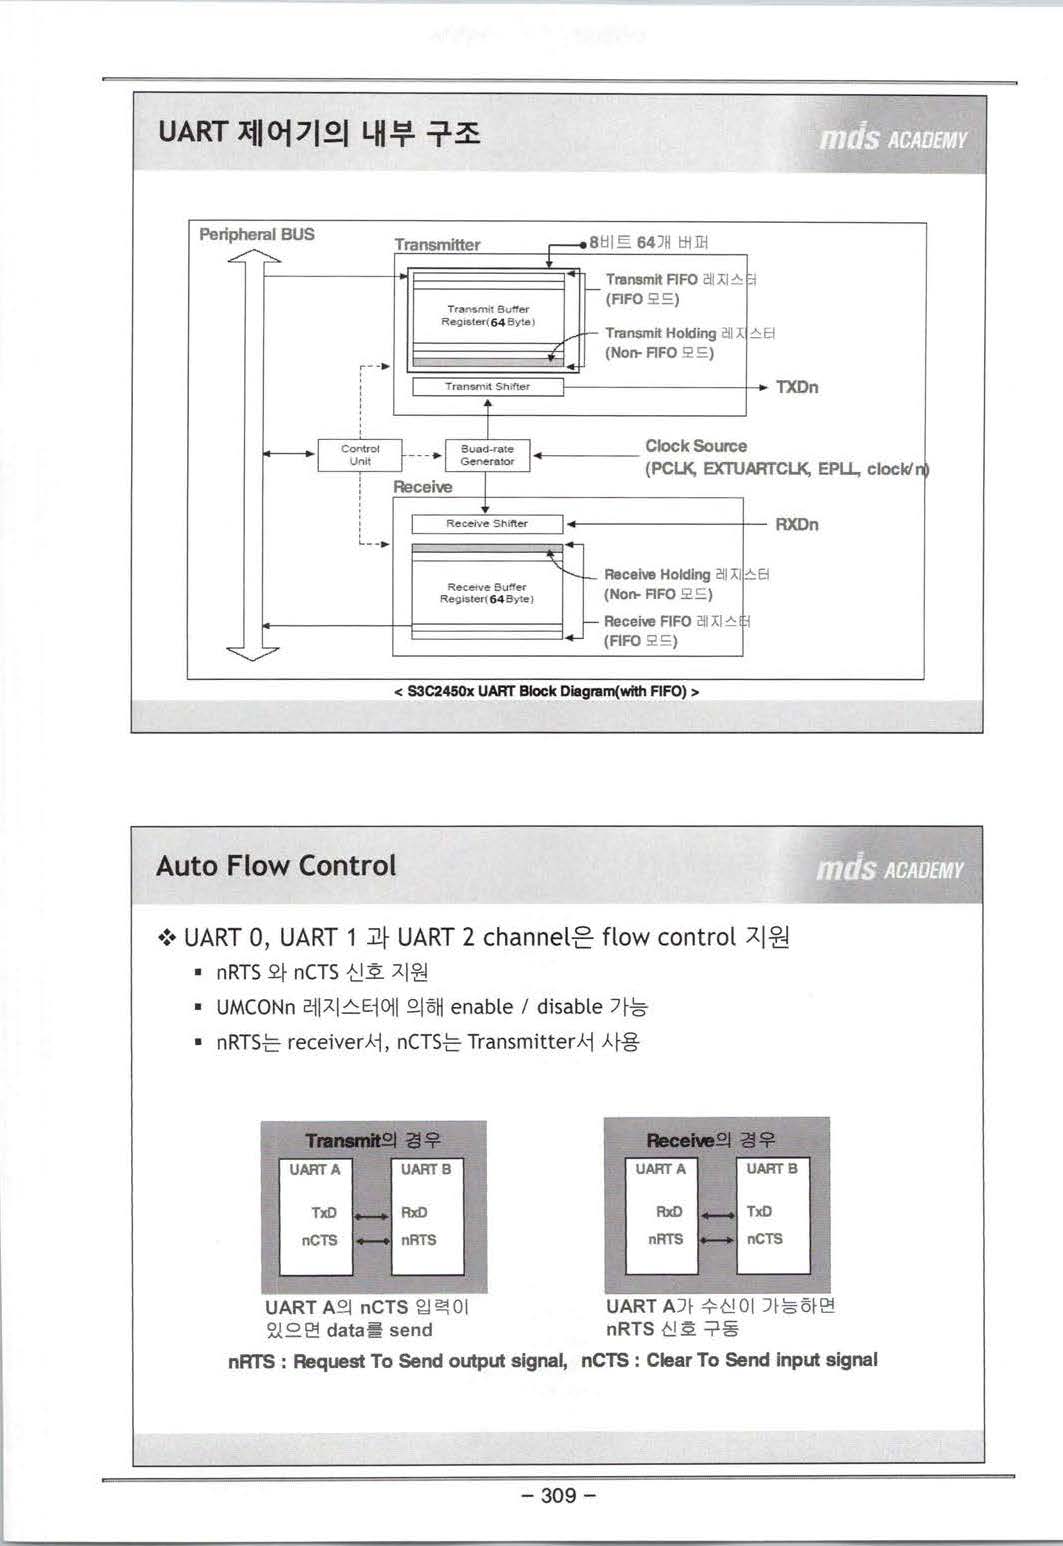 UART 제어기의 내부 구조
mds ACADEMY
Peripheral BUS
Transmitter
8비트 64개 버퍼
Transmit FIFO 레지스터
(FIFO 모드)
Transmit Buffer
Register(64 Byte)
Transmit Holding 레지스터
(Non- FIFO 모드)
Transmit Shifter
TXDn
Control
Unit
Buad-rate
Generator
Clock Source
(PCLK, EXTUARTCLK, EPLL, clock/n)
Receive
Receive Shifter
RXDn
Receive Holding 레지스터
(Non- FIFO 모드)
Receive Buffer
Register(64 Byte)
Receive FIFO 레지스터
(FIFO 모드)
< S3C2450x UART Block Diagram(with FIFO) >
Auto Flow Control
mds ACADEMY
❖ UART 0, UART 1 과 UART 2 channel은 flow control 지원
▪ nRTS 와 nCTS 신호 지원
▪ UMCONn 레지스터에 의해 enable / disable 가능
▪ nRTS는 receiver서, nCTS는 Transmitter서 사용
Transmit의 경우
UART A
UART B
TxD
RxD
nCTS
nRTS
UART A의 nCTS 입력이
있으면 data를 send
Receive의 경우
UART A
UART B
RxD
TxD
nRTS
nCTS
UART A가 수신이 가능하면
nRTS 신호 구동
nRTS : Request To Send output signal, nCTS : Clear To Send input signal
- 309 -